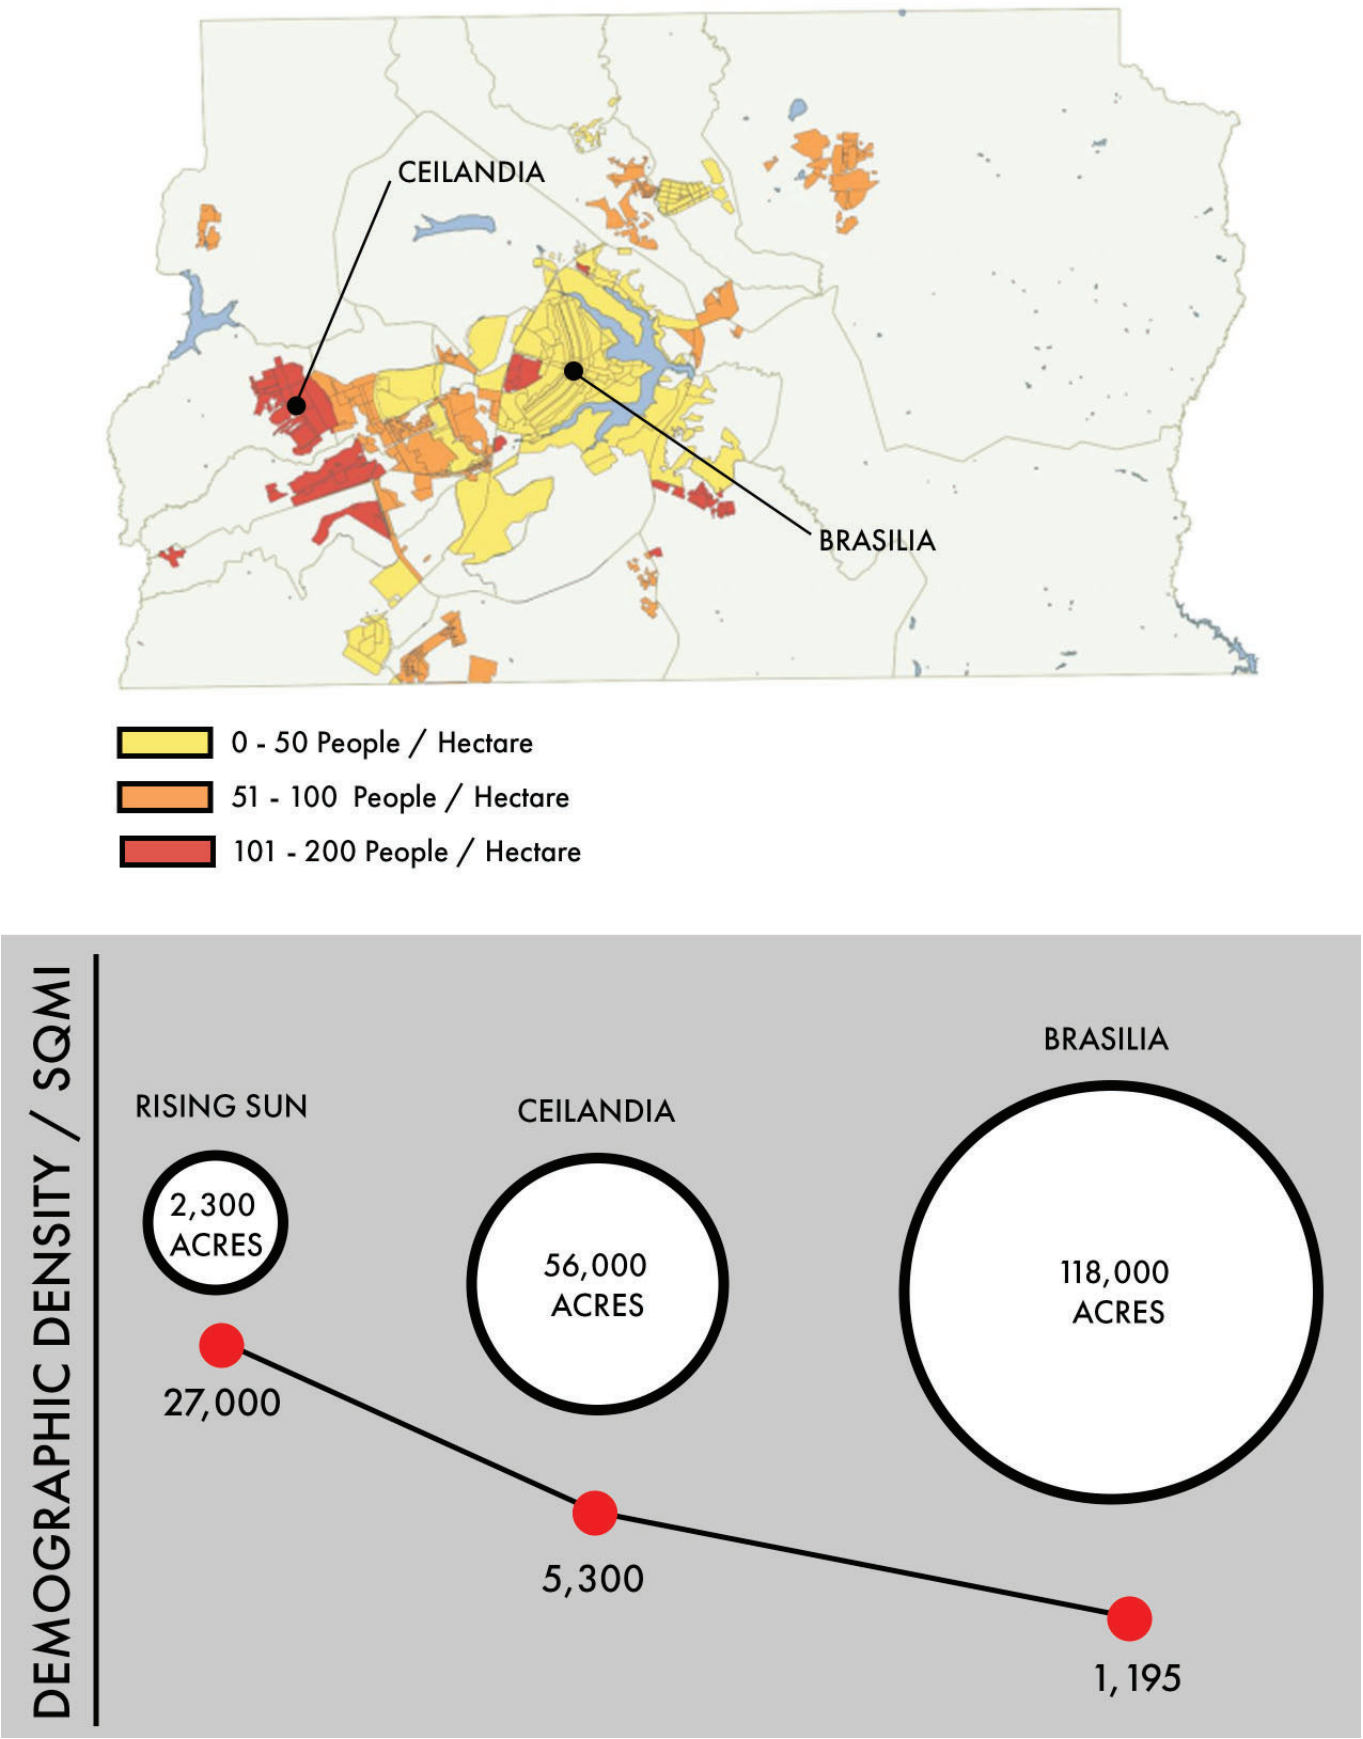 CEILANDIA
BRASILIA
0 - 50 People / Hectare
51 - 100 People / Hectare
101 - 200 People / Hectare
DEMOGRAPHIC DENSITY / SQMI
RISING SUN
2,300
ACRES
27,000
CEILANDIA
56,000
ACRES
5,300
BRASILIA
118,000
ACRES
1,195